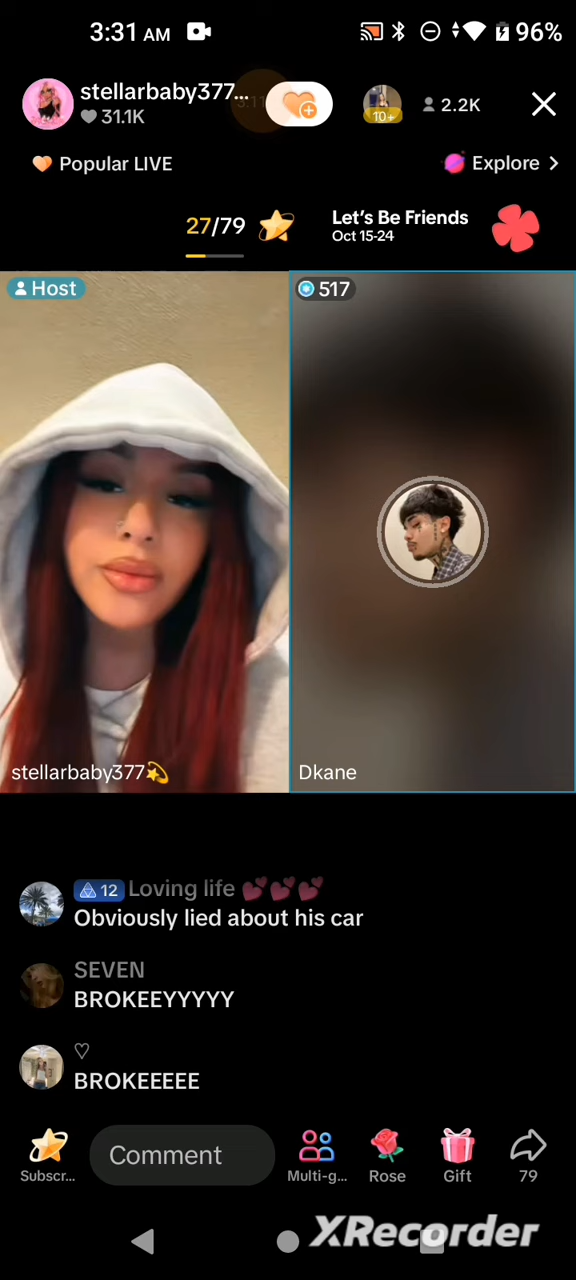 3:31 AM
96%
stellarbaby377...
31.1K
10+
2.2K
Popular LIVE
Explore >
27/79
Let's Be Friends
Oct 15-24
Host
517
stellarbaby377💫
Dkane
12 Loving life 💕💕💕
Obviously lied about his car
SEVEN
BROKEEYYYYY
♡
BROKEEEEE
Comment
Subscr...
Multi-g...
Rose
Gift
79
XRecorder